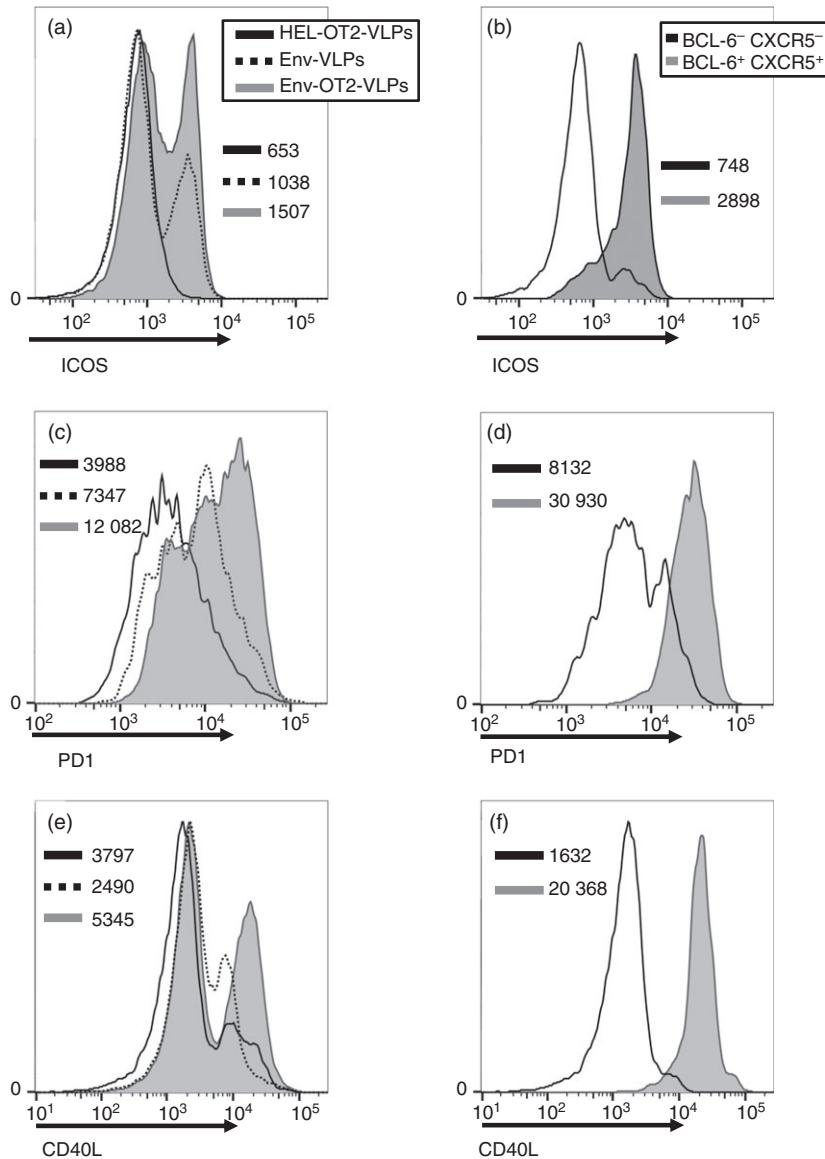 (a)
HEL-OT2-VLPs
Env-VLPs
Env-OT2-VLPs
653
1038
1507
0
10² 10³ 10⁴ 10⁵
ICOS
(b)
BCL-6⁻ CXCR5⁻
BCL-6⁺ CXCR5⁺
748
2898
0
10² 10³ 10⁴ 10⁵
ICOS
(c)
3988
7347
12 082
0
10² 10³ 10⁴ 10⁵
PD1
(d)
8132
30 930
0
10² 10³ 10⁴ 10⁵
PD1
(e)
3797
2490
5345
0
10¹ 10² 10³ 10⁴ 10⁵
CD40L
(f)
1632
20 368
0
10¹ 10² 10³ 10⁴ 10⁵
CD40L